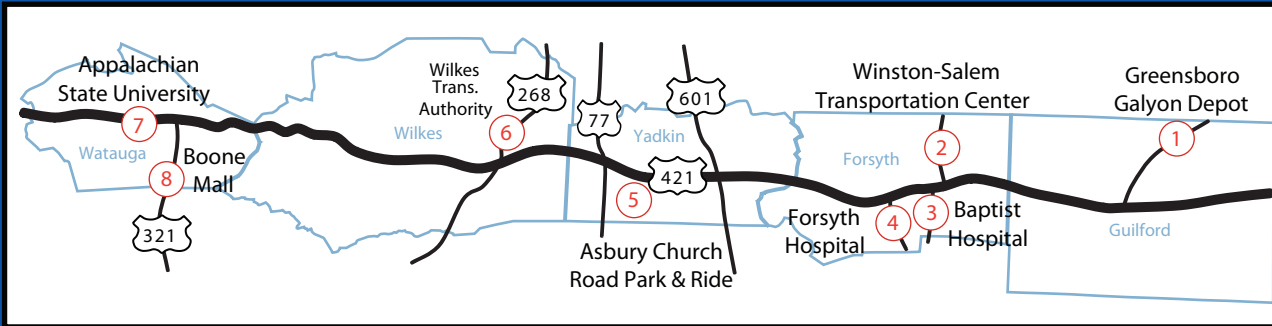 Appalachian
State University
7
Watauga
8
Boone
Mall
321
Wilkes
Trans.
Authority
6
268
Wilkes
77
601
Yadkin
421
5
Asbury Church
Road Park & Ride
Winston-Salem
Transportation Center
2
Forsyth
Forsyth
Hospital
4
3
Baptist
Hospital
Greensboro
Galyon Depot
1
Guilford